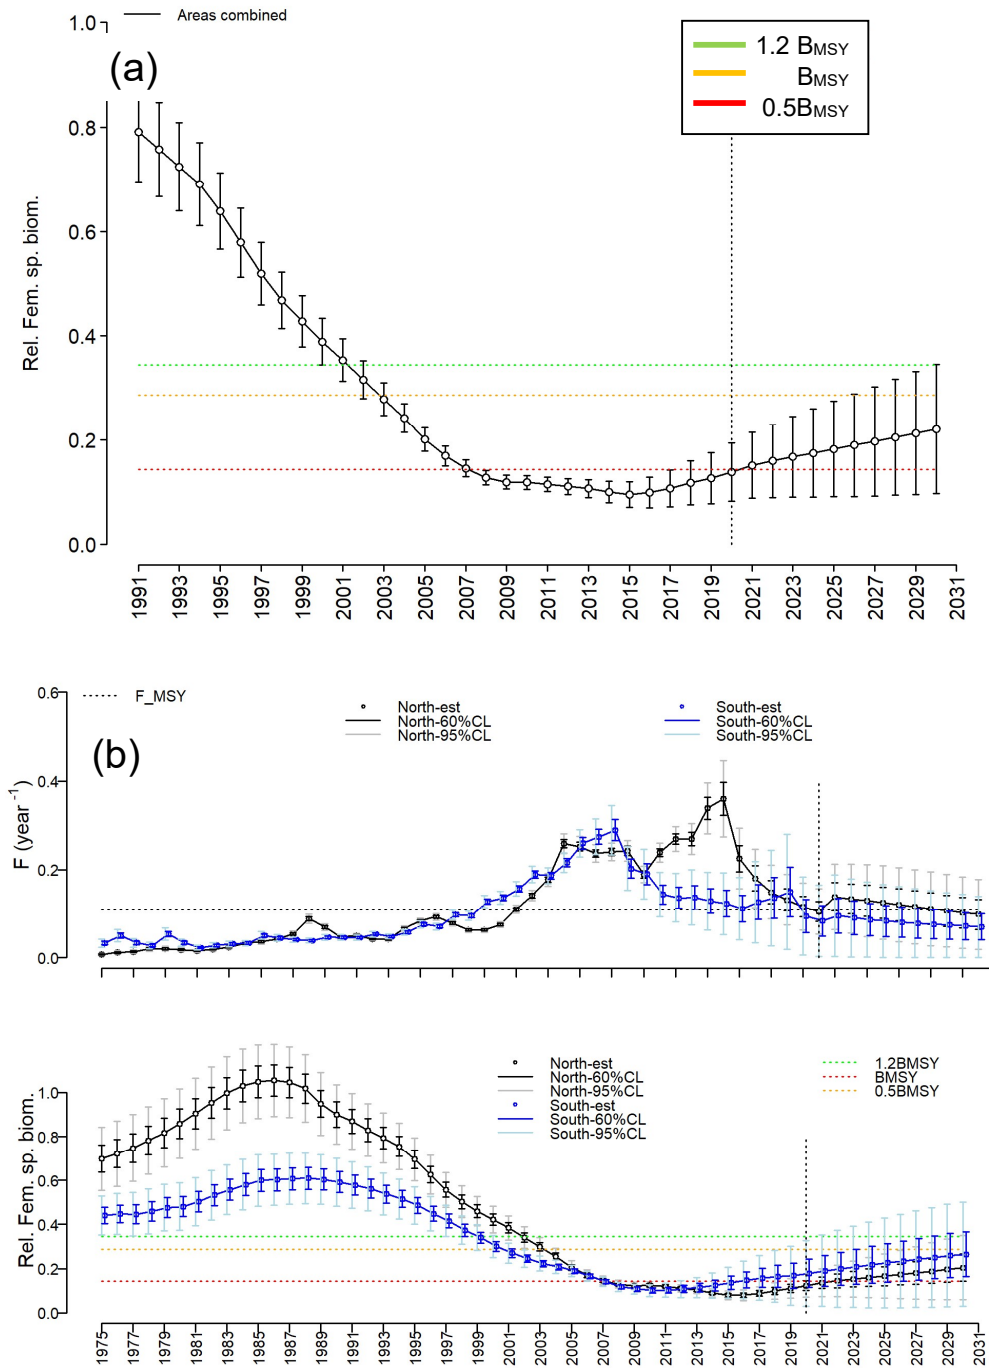 1.0
Areas combined
(a)
1.2 BMSY
BMSY
0.5BMSY
0.8
0.6
0.4
0.2
0.0
Rel. Fem. sp. biom.
1991 1993 1995 1997 1999 2001 2003 2005 2007 2009 2011 2013 2015 2017 2019 2021 2023 2025 2027 2029 2031
0.6
F_MSY
North-est
North-60%CL
North-95%CL
South-est
South-60%CL
South-95%CL
(b)
0.4
0.2
0.0
F (year -1)
North-est
North-60%CL
North-95%CL
South-est
South-60%CL
South-95%CL
1.2BMSY
BMSY
0.5BMSY
1.0
0.8
0.6
0.4
0.2
0.0
Rel. Fem. sp. biom.
1975 1977 1979 1981 1983 1985 1987 1989 1991 1993 1995 1997 1999 2001 2003 2005 2007 2009 2011 2013 2015 2017 2019 2021 2023 2025 2027 2029 2031